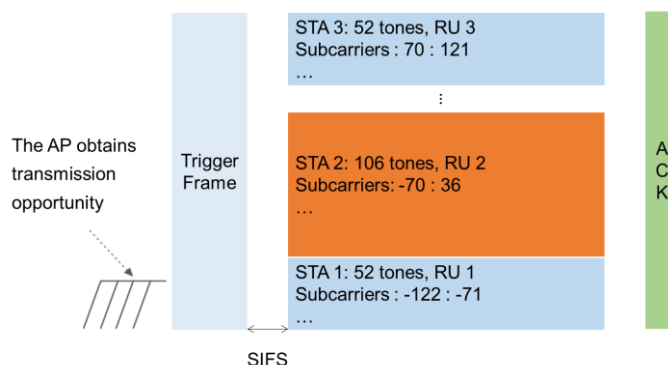 STA 3: 52 tones, RU 3
Subcarriers : 70 : 121
…
⋮
The AP obtains
transmission
opportunity
Trigger
Frame
STA 2: 106 tones, RU 2
Subcarriers: -70 : 36
…
A
C
K
STA 1: 52 tones, RU 1
Subcarriers : -122 : -71
…
SIFS